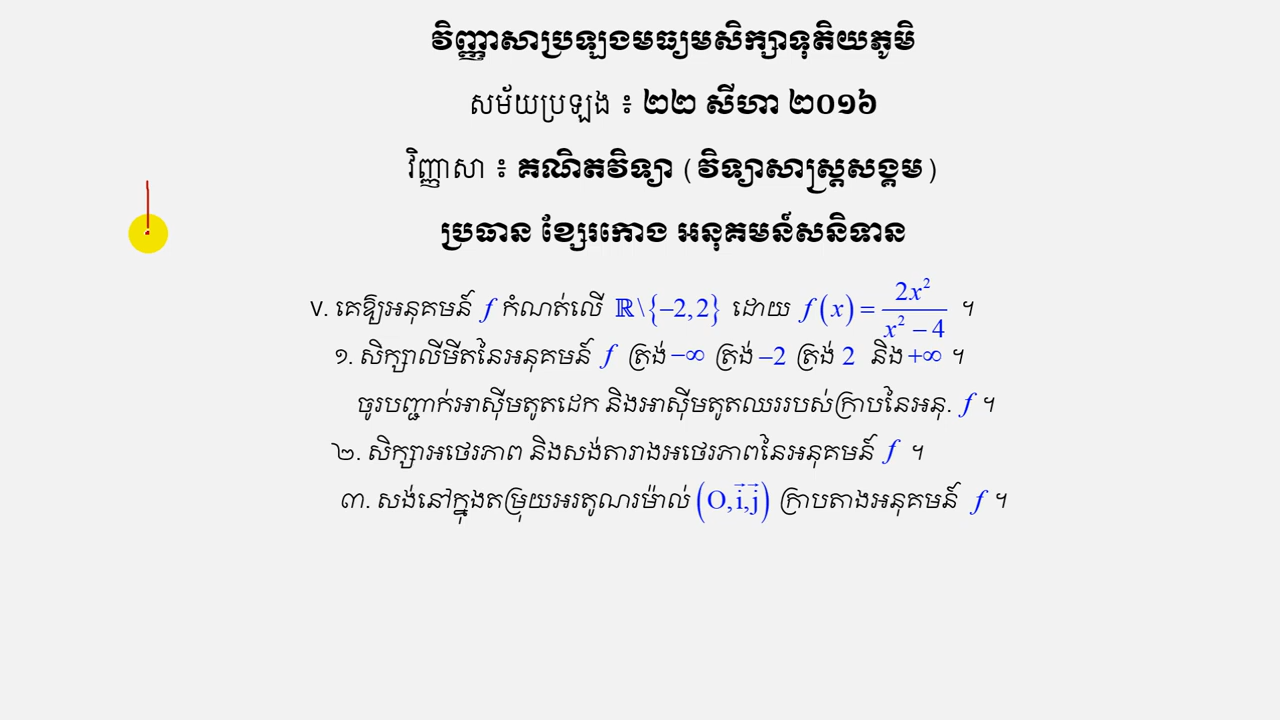 វិញ្ញាសាប្រឡងមធ្យមសិក្សាទុតិយភូមិ
សម័យប្រឡង ៖ ២២ សីហា ២០១៦
វិញ្ញាសា ៖ គណិតវិទ្យា (វិទ្យាសាស្ត្រសង្គម)
ប្រធាន ខ្សែរកោង អនុគមន៍សនិទាន
V. គេឱ្យអនុគមន៍ f កំណត់លើ ℝ\{–2,2} ដោយ f(x) = 2x²/(x² – 4) ។
១. សិក្សាលីមីតនៃអនុគមន៍ f ត្រង់ –∞ ត្រង់ –2 ត្រង់ 2 និង +∞ ។
ចូរបញ្ជាក់អាស៊ីមតូតដេក និងអាស៊ីមតូតឈររបស់ក្រាបនៃអនុ. f ។
២. សិក្សាអថេរភាព និងសង់តារាងអថេរភាពនៃអនុគមន៍ f ។
៣. សង់នៅក្នុងតម្រុយអរតូណរម៉ាល់ (O,i⃗,j⃗) ក្រាបតាងអនុគមន៍ f ។